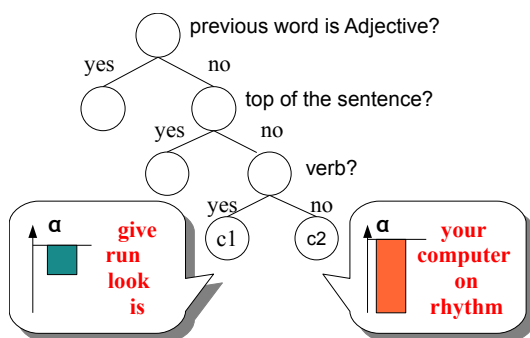 previous word is Adjective?
yes
no
top of the sentence?
yes
no
verb?
yes
no
c1
c2
α
give
run
look
is
α
your
computer
on
rhythm